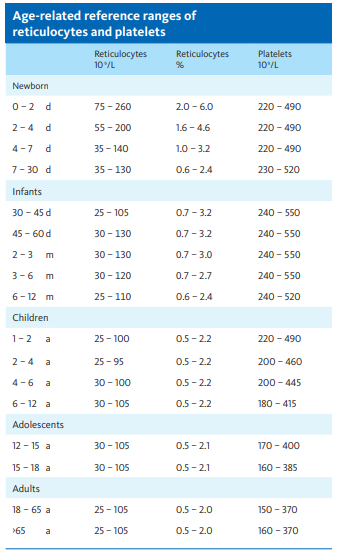 Age-related reference ranges of
reticulocytes and platelets
Reticulocytes Reticulocytes Platelets
10⁹/L % 10⁹/L
Newborn
0 – 2 d 75 – 260 2.0 – 6.0 220 – 490
2 – 4 d 55 – 200 1.6 – 4.6 220 – 490
4 – 7 d 35 – 140 1.0 – 3.2 220 – 490
7 – 30 d 35 – 130 0.6 – 2.4 230 – 520
Infants
30 – 45 d 25 – 105 0.7 – 3.2 240 – 550
45 – 60 d 30 – 130 0.7 – 3.2 240 – 550
2 – 3 m 30 – 130 0.7 – 3.0 240 – 550
3 – 6 m 30 – 120 0.7 – 2.7 240 – 550
6 – 12 m 25 – 110 0.6 – 2.4 240 – 520
Children
1 – 2 a 25 – 100 0.5 – 2.2 220 – 490
2 – 4 a 25 – 95 0.5 – 2.2 200 – 460
4 – 6 a 30 – 100 0.5 – 2.2 200 – 445
6 – 12 a 30 – 105 0.5 – 2.2 180 – 415
Adolescents
12 – 15 a 30 – 105 0.5 – 2.1 170 – 400
15 – 18 a 30 – 105 0.5 – 2.1 160 – 385
Adults
18 – 65 a 25 – 105 0.5 – 2.0 150 – 370
>65 a 25 – 105 0.5 – 2.0 160 – 370